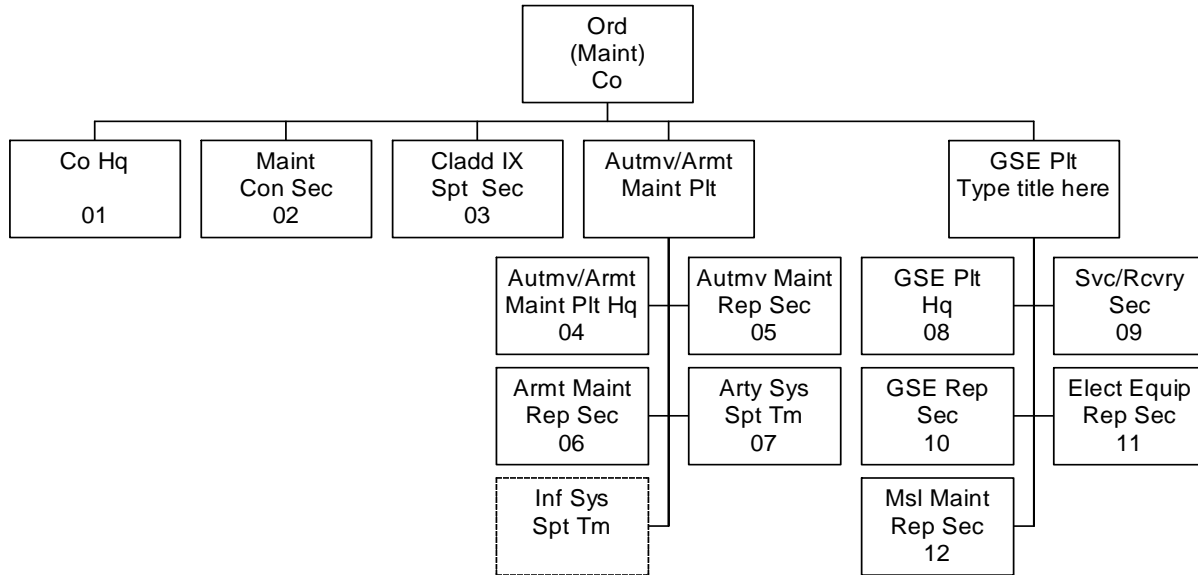 Ord
(Maint)
Co
Co Hq
01
Maint
Con Sec
02
Cladd IX
Spt Sec
03
Autmv/Armt
Maint Plt
GSE Plt
Type title here
Autmv/Armt
Maint Plt Hq
04
Autmv Maint
Rep Sec
05
GSE Plt
Hq
08
Svc/Rcvry
Sec
09
Armt Maint
Rep Sec
06
Arty Sys
Spt Tm
07
GSE Rep
Sec
10
Elect Equip
Rep Sec
11
Inf Sys
Spt Tm
Msl Maint
Rep Sec
12